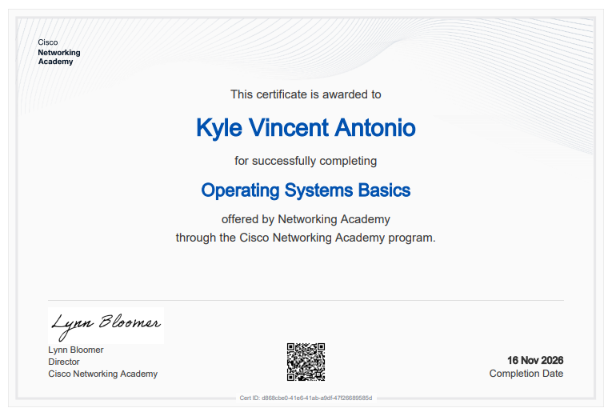 Cisco
Networking
Academy
This certificate is awarded to
Kyle Vincent Antonio
for successfully completing
Operating Systems Basics
offered by Networking Academy
through the Cisco Networking Academy program.
Lynn Bloomer
Lynn Bloomer
Director
Cisco Networking Academy
16 Nov 2026
Completion Date
Cert ID: